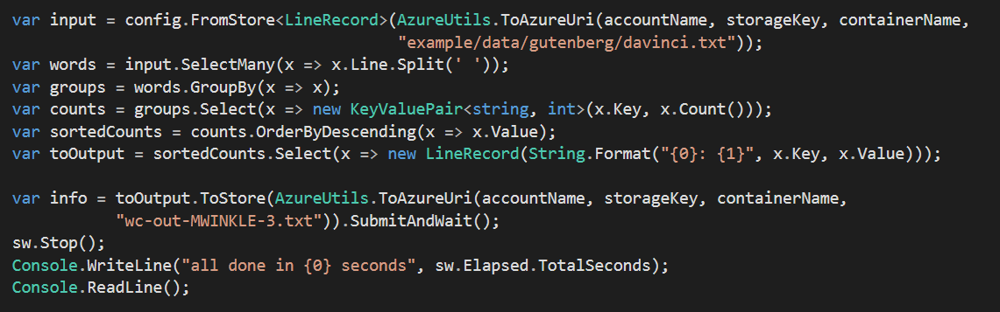 var input = config.FromStore<LineRecord>(AzureUtils.ToAzureUri(accountName, storageKey, containerName,
"example/data/gutenberg/davinci.txt"));
var words = input.SelectMany(x => x.Line.Split(' '));
var groups = words.GroupBy(x => x);
var counts = groups.Select(x => new KeyValuePair<string, int>(x.Key, x.Count()));
var sortedCounts = counts.OrderByDescending(x => x.Value);
var toOutput = sortedCounts.Select(x => new LineRecord(String.Format("{0}: {1}", x.Key, x.Value)));
var info = toOutput.ToStore(AzureUtils.ToAzureUri(accountName, storageKey, containerName,
"wc-out-MWINKLE-3.txt")).SubmitAndWait();
sw.Stop();
Console.WriteLine("all done in {0} seconds", sw.Elapsed.TotalSeconds);
Console.ReadLine();